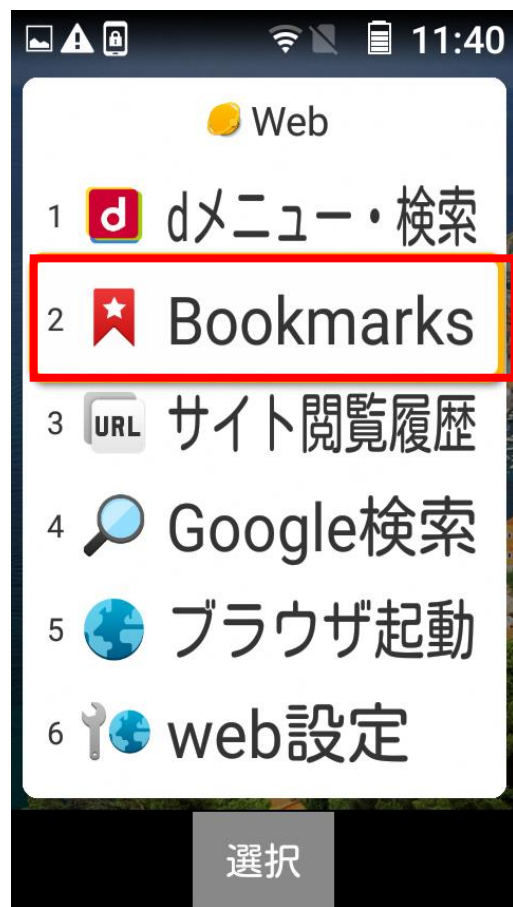 11:40
Web
1 d dメニュー・検索
2 Bookmarks
3 URL サイト閲覧履歴
4 Google検索
5 ブラウザ起動
6 web設定
選択